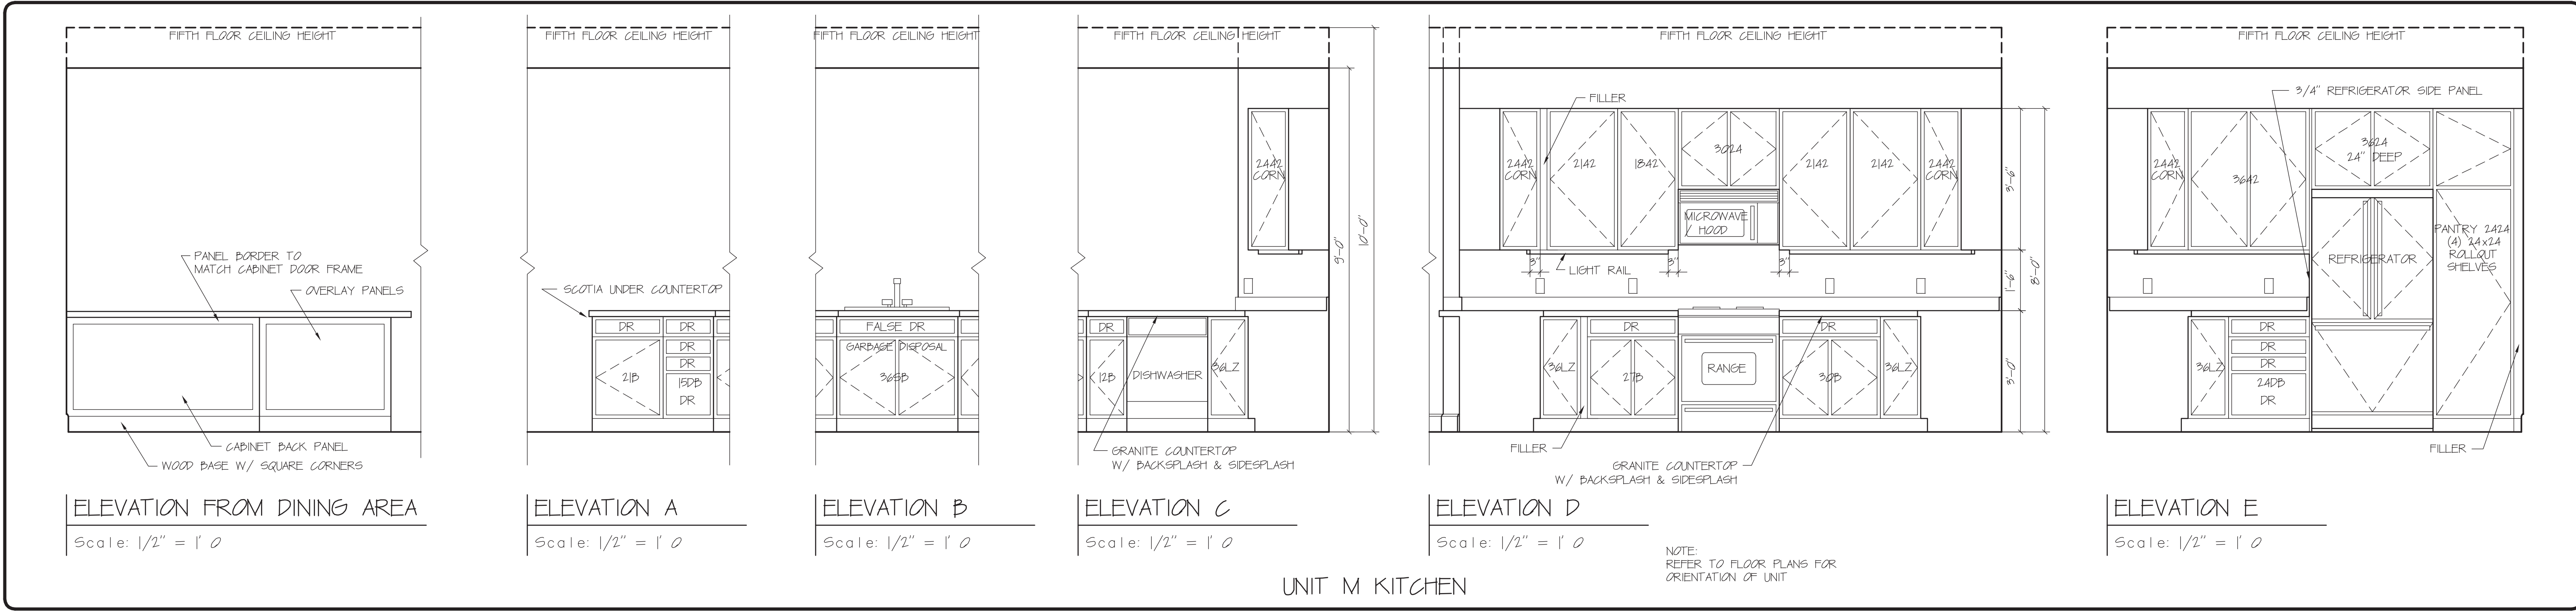 FIFTH FLOOR CEILING HEIGHT
PANEL BORDER TO
MATCH CABINET DOOR FRAME
OVERLAY PANELS
CABINET BACK PANEL
WOOD BASE W/ SQUARE CORNERS
ELEVATION FROM DINING AREA
Scale: 1/2" = 1' 0
FIFTH FLOOR CEILING HEIGHT
SCOTIA UNDER COUNTERTOP
DR
DR
DR
DR
21B
15DB
DR
ELEVATION A
Scale: 1/2" = 1' 0
FIFTH FLOOR CEILING HEIGHT
FALSE DR
GARBAGE DISPOSAL
36SB
ELEVATION B
Scale: 1/2" = 1' 0
FIFTH FLOOR CEILING HEIGHT
2442
CORN
9'-0"
10'-0"
DR
12B
DISHWASHER
36LZ
GRANITE COUNTERTOP
W/ BACKSPLASH & SIDESPLASH
ELEVATION C
Scale: 1/2" = 1' 0
FIFTH FLOOR CEILING HEIGHT
FILLER
2442
CORN
2142
1842
3024
2142
2142
2442
CORN
MICROWAVE
/ HOOD
3"
LIGHT RAIL
3"
3"
3'-6"
1'-6"
8'-0"
3'-0"
DR
DR
36LZ
27B
RANGE
30B
36LZ
FILLER
GRANITE COUNTERTOP
W/ BACKSPLASH & SIDESPLASH
ELEVATION D
Scale: 1/2" = 1' 0
NOTE:
REFER TO FLOOR PLANS FOR
ORIENTATION OF UNIT
FIFTH FLOOR CEILING HEIGHT
3/4" REFRIGERATOR SIDE PANEL
2442
CORN
3642
3624
24" DEEP
REFRIGERATOR
PANTRY 2424
(4) 24x24
ROLLOUT
SHELVES
DR
DR
DR
36LZ
24DB
DR
FILLER
ELEVATION E
Scale: 1/2" = 1' 0
UNIT M KITCHEN